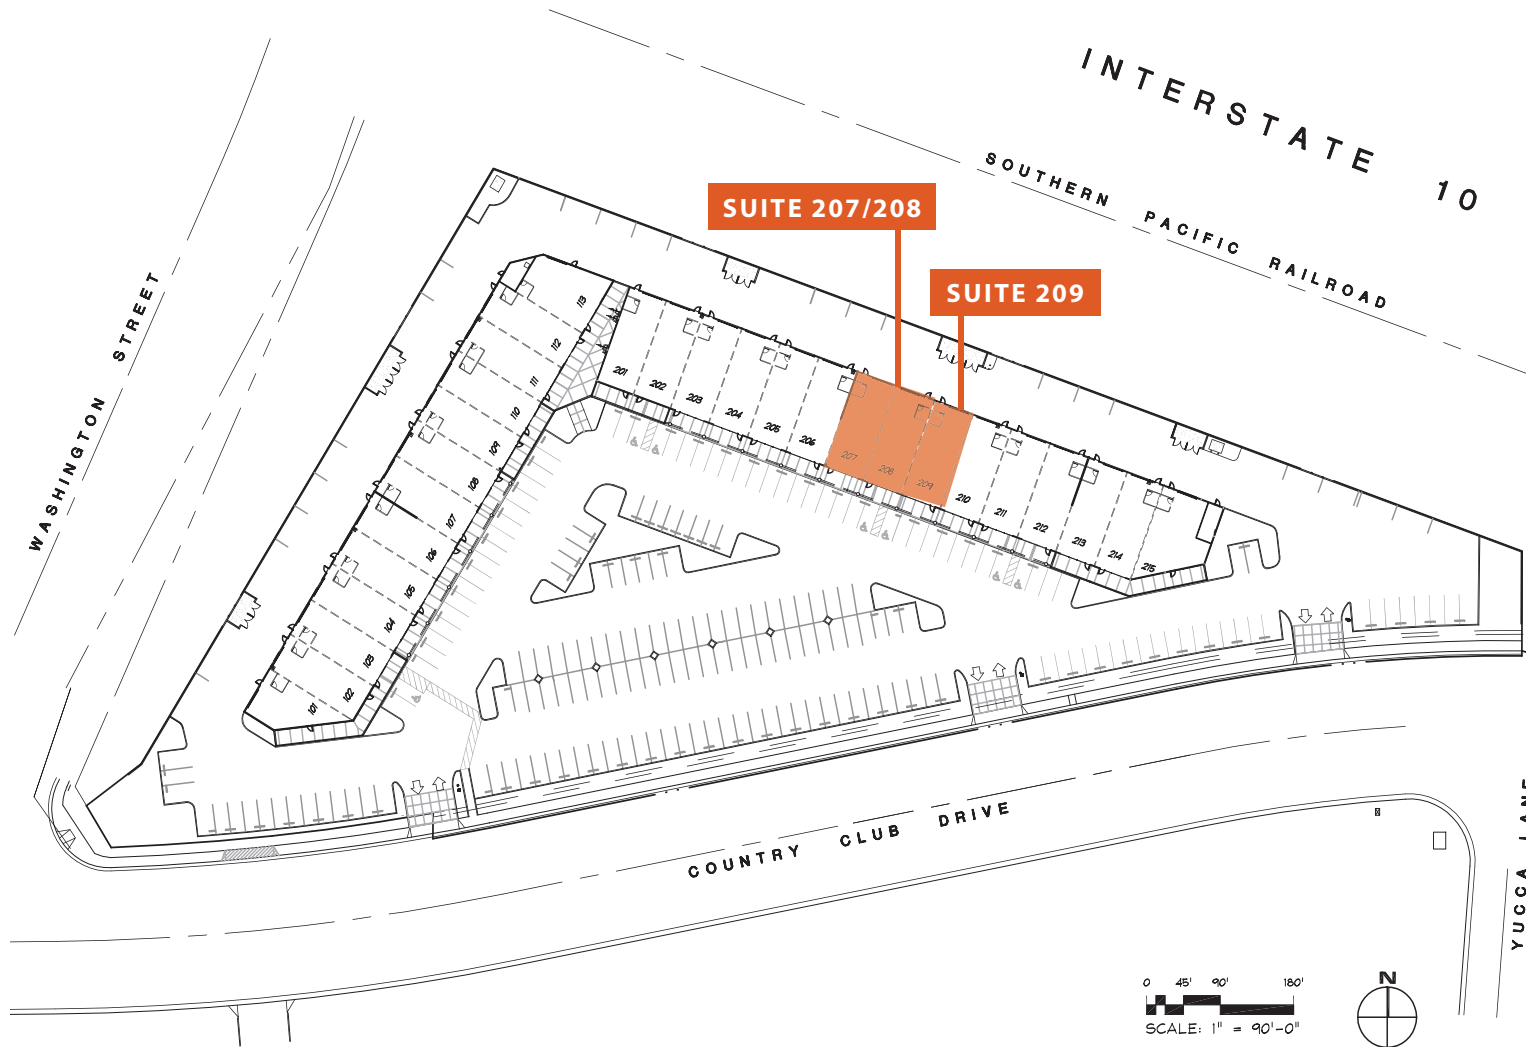 INTERSTATE 10
SOUTHERN PACIFIC RAILROAD
SUITE 207/208
SUITE 209
WASHINGTON STREET
113
112
111
110
109
108
107
106
105
104
103
102
101
201
202
203
204
205
206
207
208
209
210
211
212
213
214
215
COUNTRY CLUB DRIVE
YUCCA LANE
N
0 45' 90' 180'
SCALE: 1" = 90'-0"